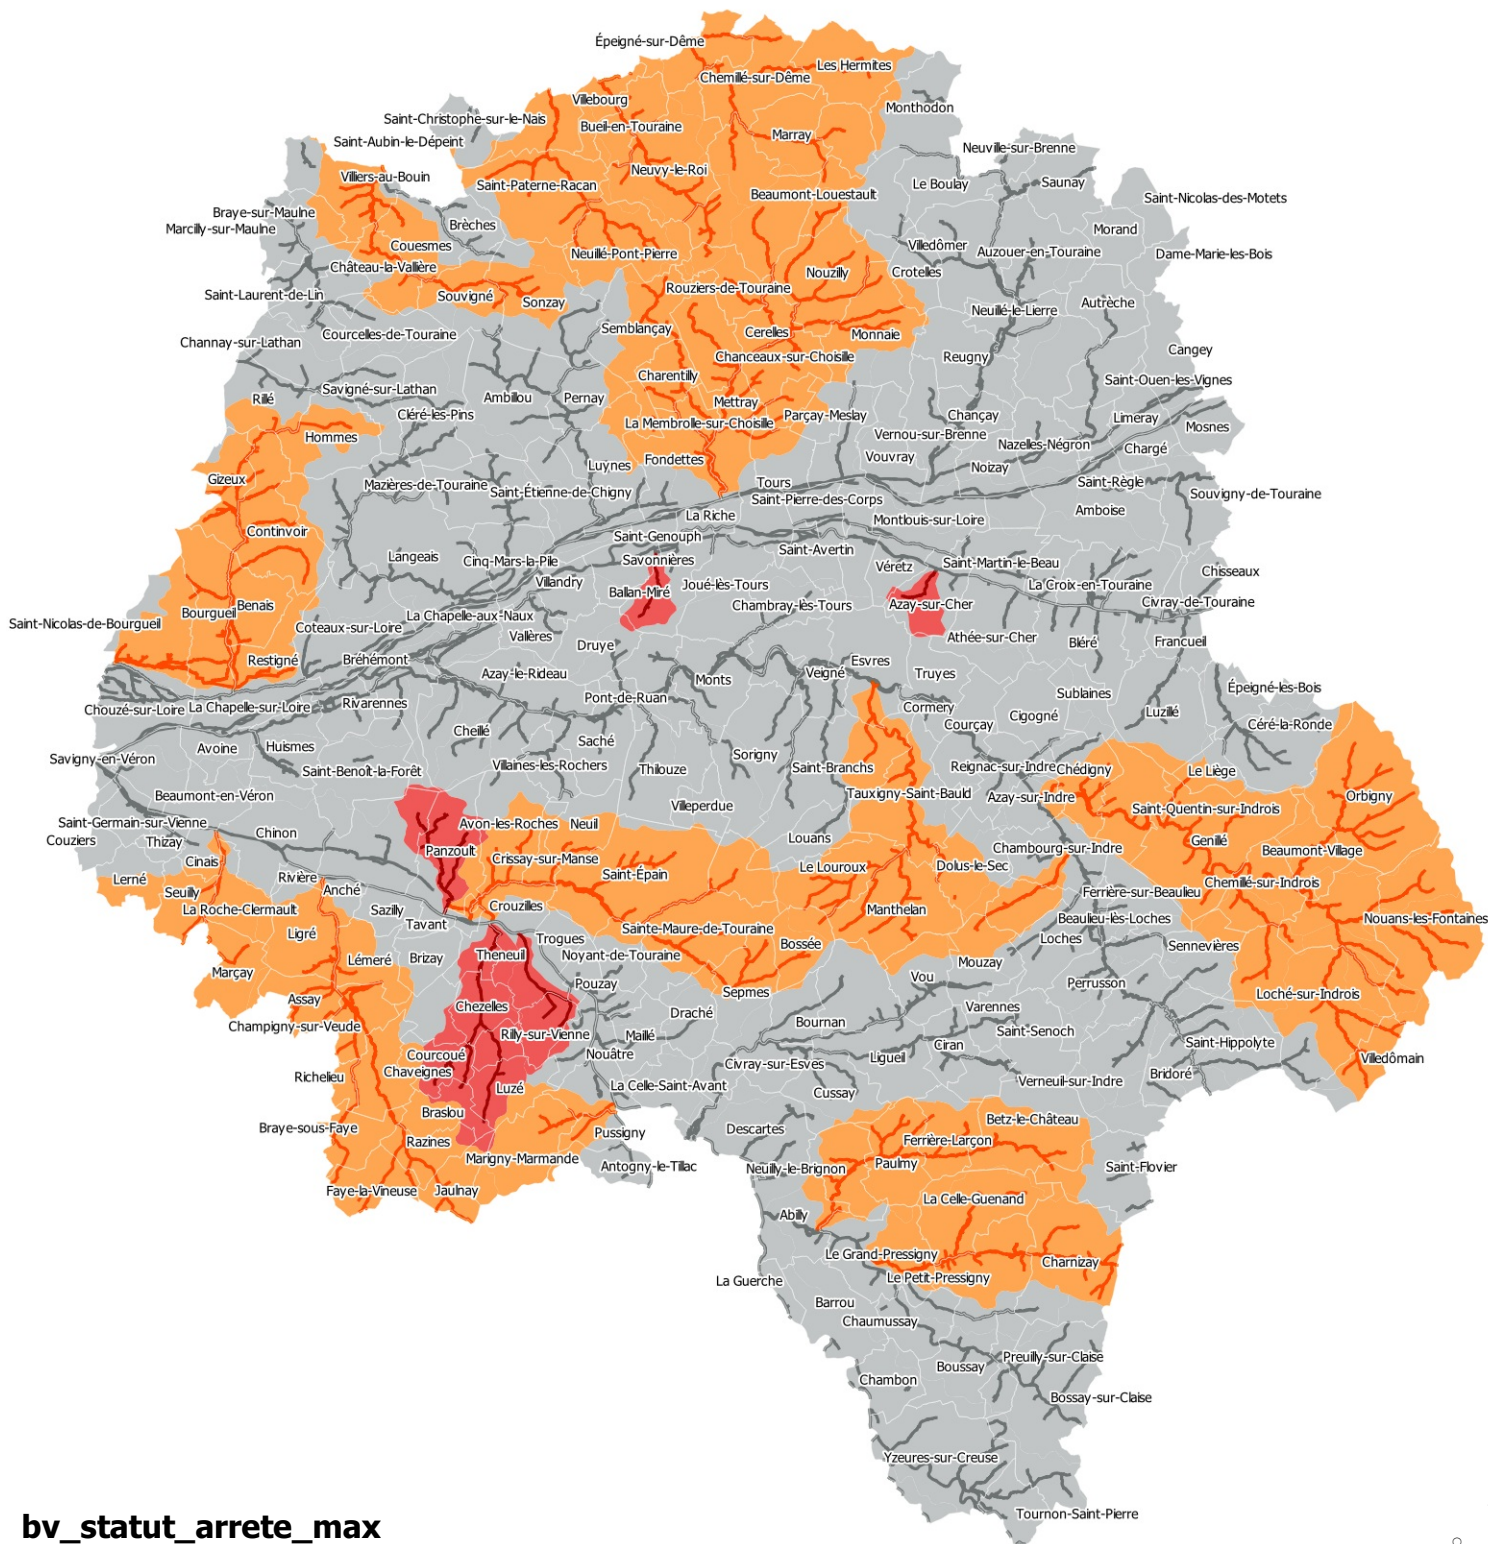 Épeigné-sur-Dême
Les Hermites
Chemillé-sur-Dême
Villebourg
Monthodon
Saint-Christophe-sur-le-Nais
Bueil-en-Touraine
Marray
Saint-Aubin-le-Dépeint
Neuville-sur-Brenne
Neuvy-le-Roi
Villiers-au-Bouin
Saint-Paterne-Racan
Le Boulay
Saunay
Beaumont-Louestault
Saint-Nicolas-des-Motets
Braye-sur-Maulne
Brèches
Marcilly-sur-Maulne
Morand
Couesmes
Villedômer
Auzouer-en-Touraine
Neuillé-Pont-Pierre
Dame-Marie-les-Bois
Château-la-Vallière
Nouzilly
Crotelles
Rouziers-de-Touraine
Saint-Laurent-de-Lin
Souvigné
Sonzay
Autrèche
Neuillé-le-Lierre
Semblançay
Cerelles
Monnaie
Courcelles-de-Touraine
Channay-sur-Lathan
Chanceaux-sur-Choisille
Reugny
Cangey
Charentilly
Saint-Ouen-les-Vignes
Savigné-sur-Lathan
Rillé
Ambillou
Pernay
Mettray
Cléré-les-Pins
Parçay-Meslay
Chançay
Limeray
La Membrolle-sur-Choisille
Mosnes
Hommes
Vernou-sur-Brenne
Nazelles-Négron
Chargé
Fondettes
Vouvray
Luynes
Noizay
Gizeux
Mazières-de-Touraine
Saint-Étienne-de-Chigny
Tours
Saint-Règle
Souvigny-de-Touraine
Saint-Pierre-des-Corps
La Riche
Amboise
Montlouis-sur-Loire
Continvoir
Saint-Genouph
Saint-Avertin
Langeais
Cinq-Mars-la-Pile
Savonnières
Saint-Martin-le-Beau
Véretz
Chisseaux
Villandry
Joué-lès-Tours
La Croix-en-Touraine
Ballan-Miré
Benais
Chambray-lès-Tours
Azay-sur-Cher
Civray-de-Touraine
Bourgueil
La Chapelle-aux-Naux
Saint-Nicolas-de-Bourgueil
Coteaux-sur-Loire
Vallères
Athée-sur-Cher
Bléré
Francueil
Druye
Restigné
Bréhémont
Esvres
Azay-le-Rideau
Veigné
Truyes
Monts
Épeigné-les-Bois
Sublaines
Pont-de-Ruan
Rivarennes
Chouzé-sur-Loire
La Chapelle-sur-Loire
Cormery
Luzillé
Cigogné
Courçay
Céré-la-Ronde
Cheillé
Saché
Avoine
Huismes
Savigny-en-Véron
Sorigny
Villaines-les-Rochers
Saint-Benoît-la-Forêt
Thilouze
Saint-Branchs
Reignac-sur-Indre
Chédigny
Le Liège
Beaumont-en-Véron
Tauxigny-Saint-Bauld
Azay-sur-Indre
Orbigny
Villeperdue
Saint-Quentin-sur-Indrois
Saint-Germain-sur-Vienne
Avon-les-Roches
Neuil
Chinon
Couziers
Thizay
Louans
Genillé
Chambourg-sur-Indre
Beaumont-Village
Panzoult
Cinais
Crissay-sur-Manse
Le Louroux
Dolus-le-Sec
Saint-Épain
Lerné
Rivière
Chemillé-sur-Indrois
Seuilly
Anché
Ferrière-sur-Beaulieu
La Roche-Clermault
Sazilly
Crouzilles
Manthelan
Beaulieu-lès-Loches
Nouans-les-Fontaines
Tavant
Sainte-Maure-de-Touraine
Ligré
Trogues
Loches
Bossée
Sennevières
Theneuil
Noyant-de-Touraine
Lémeré
Brizay
Mouzay
Marçay
Vou
Pouzay
Perrusson
Sepmes
Loché-sur-Indrois
Assay
Chezelles
Varennes
Draché
Champigny-sur-Veude
Bournan
Saint-Senoch
Rilly-sur-Vienne
Maillé
Saint-Hippolyte
Ciran
Courcoué
Nouâtre
Ligueil
Villedômain
Civray-sur-Esves
Chaveignes
Richelieu
Bridoré
Verneuil-sur-Indre
La Celle-Saint-Avant
Luzé
Cussay
Braslou
Betz-le-Château
Braye-sous-Faye
Descartes
Pussigny
Razines
Ferrière-Larçon
Marigny-Marmande
Paulmy
Antogny-le-Tillac
Neuilly-le-Brignon
Saint-Flovier
Faye-la-Vineuse
Jaulnay
La Celle-Guenand
Abilly
Le Grand-Pressigny
Charnizay
La Guerche
Le Petit-Pressigny
Barrou
Chaumussay
Preuilly-sur-Claise
Boussay
Chambon
Bossay-sur-Claise
Yzeures-sur-Creuse
Tournon-Saint-Pierre
bv_statut_arrete_max